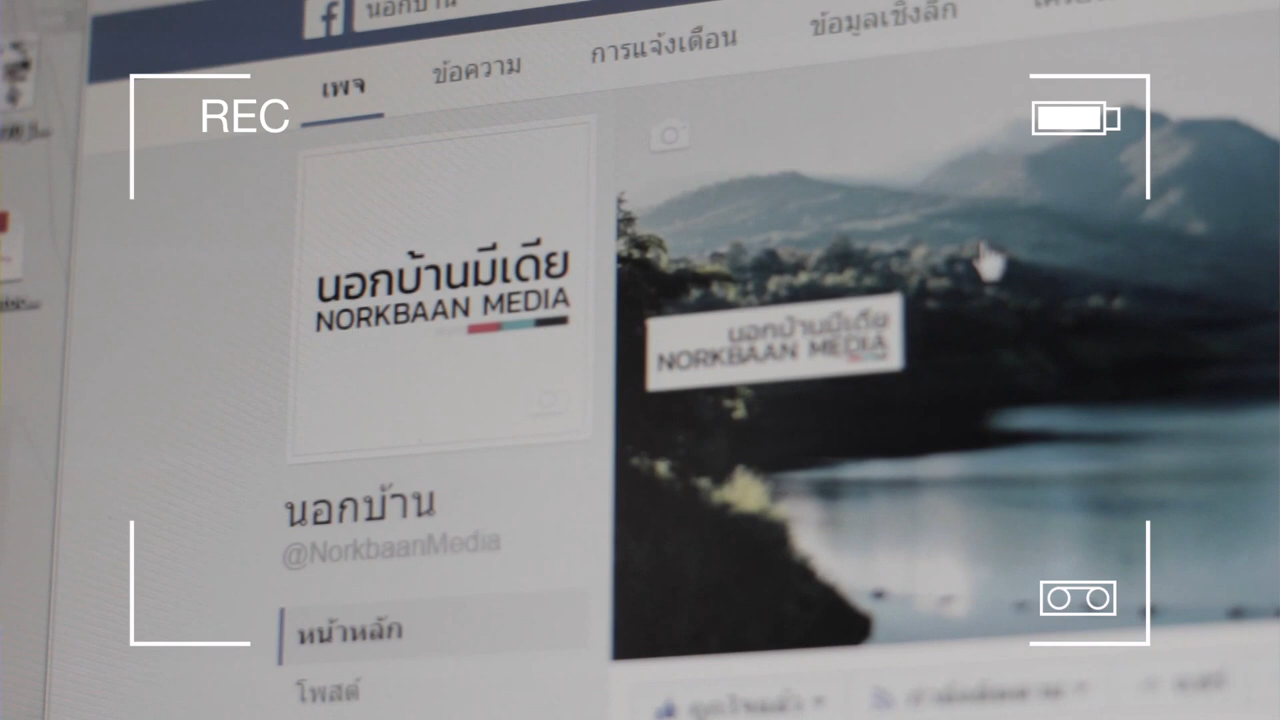 นอกบ้าน
เพจ
ข้อความ
การแจ้งเตือน
ข้อมูลเชิงลึก
REC
นอกบ้านมีเดีย
NORKBAAN MEDIA
นอกบ้านมีเดีย
NORKBAAN MEDIA
นอกบ้าน
@NorkbaanMedia
หน้าหลัก
โพสต์